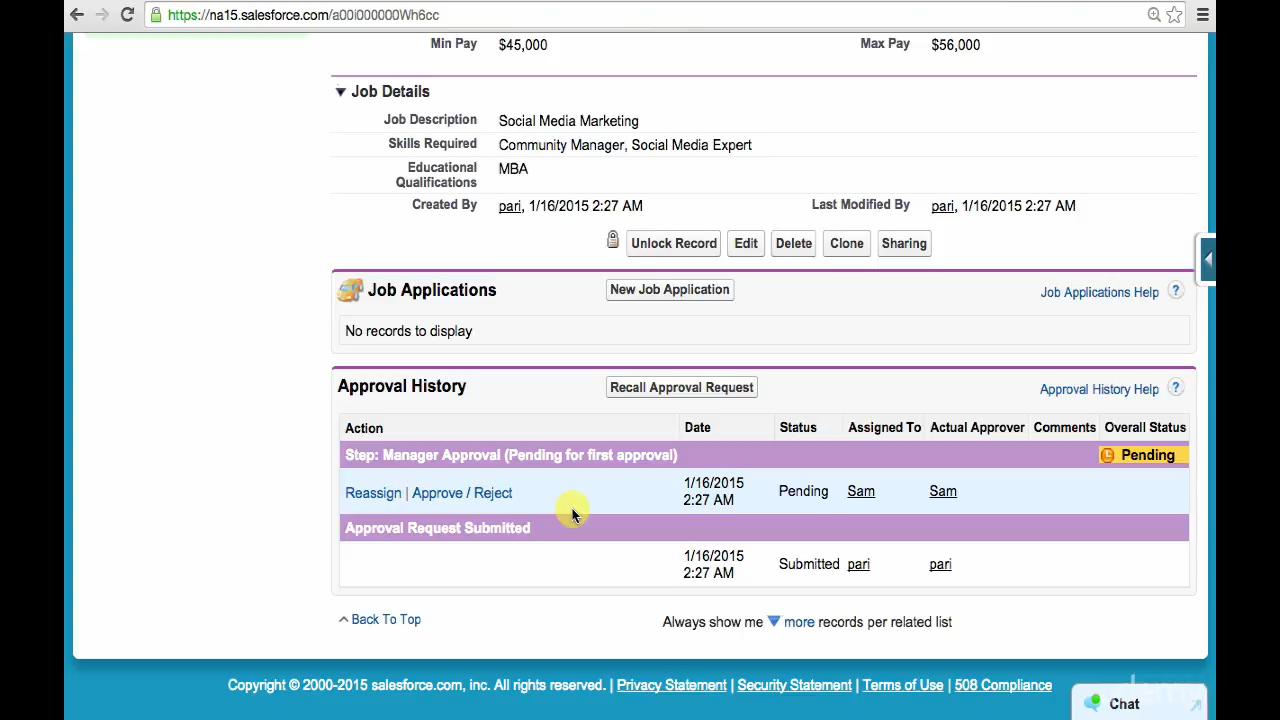 https://na15.salesforce.com/a00i000000Wh6cc
Min Pay $45,000 Max Pay $56,000
Job Details
Job Description Social Media Marketing
Skills Required Community Manager, Social Media Expert
Educational Qualifications MBA
Created By pari, 1/16/2015 2:27 AM Last Modified By pari, 1/16/2015 2:27 AM
Unlock Record Edit Delete Clone Sharing
Job Applications New Job Application Job Applications Help ?
No records to display
Approval History Recall Approval Request Approval History Help ?
Action Date Status Assigned To Actual Approver Comments Overall Status
Step: Manager Approval (Pending for first approval) Pending
Reassign | Approve / Reject 1/16/2015 2:27 AM Pending Sam Sam
Approval Request Submitted
1/16/2015 2:27 AM Submitted pari pari
Back To Top Always show me more records per related list
Copyright © 2000-2015 salesforce.com, inc. All rights reserved. | Privacy Statement | Security Statement | Terms of Use | 508 Compliance
Chat